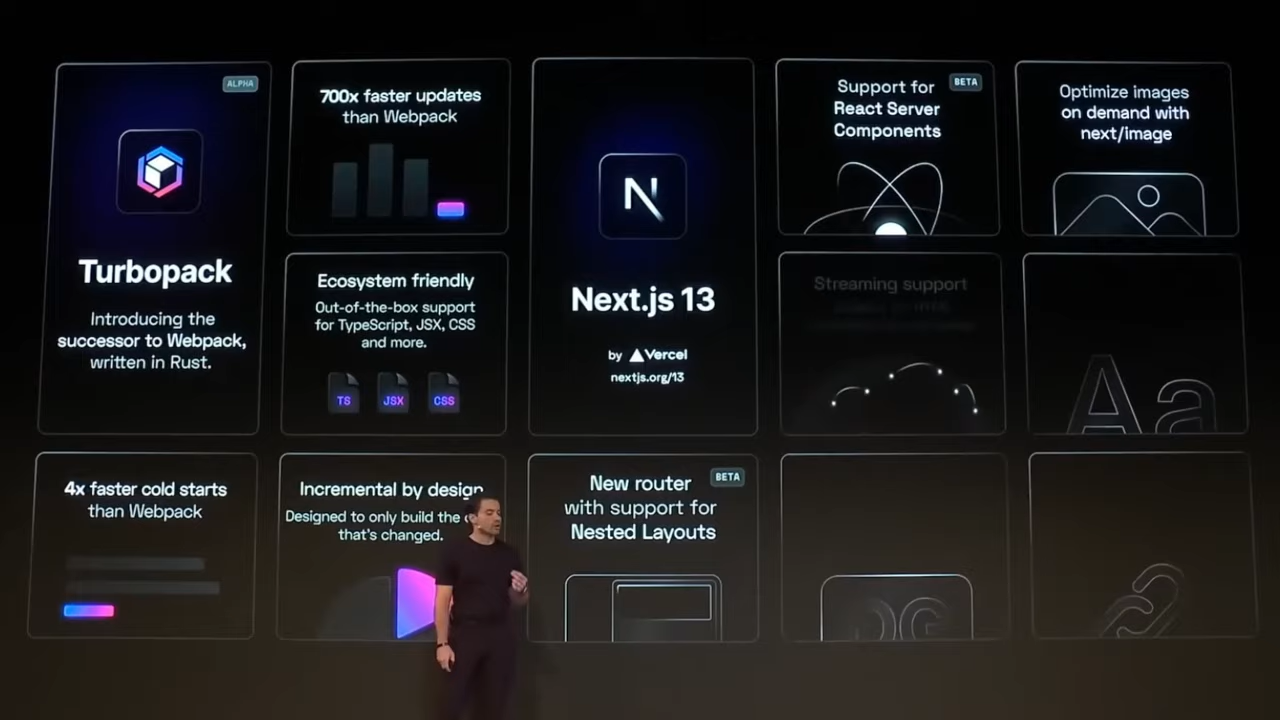 ALPHA
Turbopack
Introducing the
successor to Webpack,
written in Rust.
700x faster updates
than Webpack
Ecosystem friendly
Out-of-the-box support
for TypeScript, JSX, CSS
and more.
TS
JSX
CSS
4x faster cold starts
than Webpack
Incremental by design
Designed to only build the
that's changed.
N
Next.js 13
by Vercel
nextjs.org/13
New router
BETA
with support for
Nested Layouts
Support for
BETA
React Server
Components
Streaming support
OG
Optimize images
on demand with
next/image
Aa